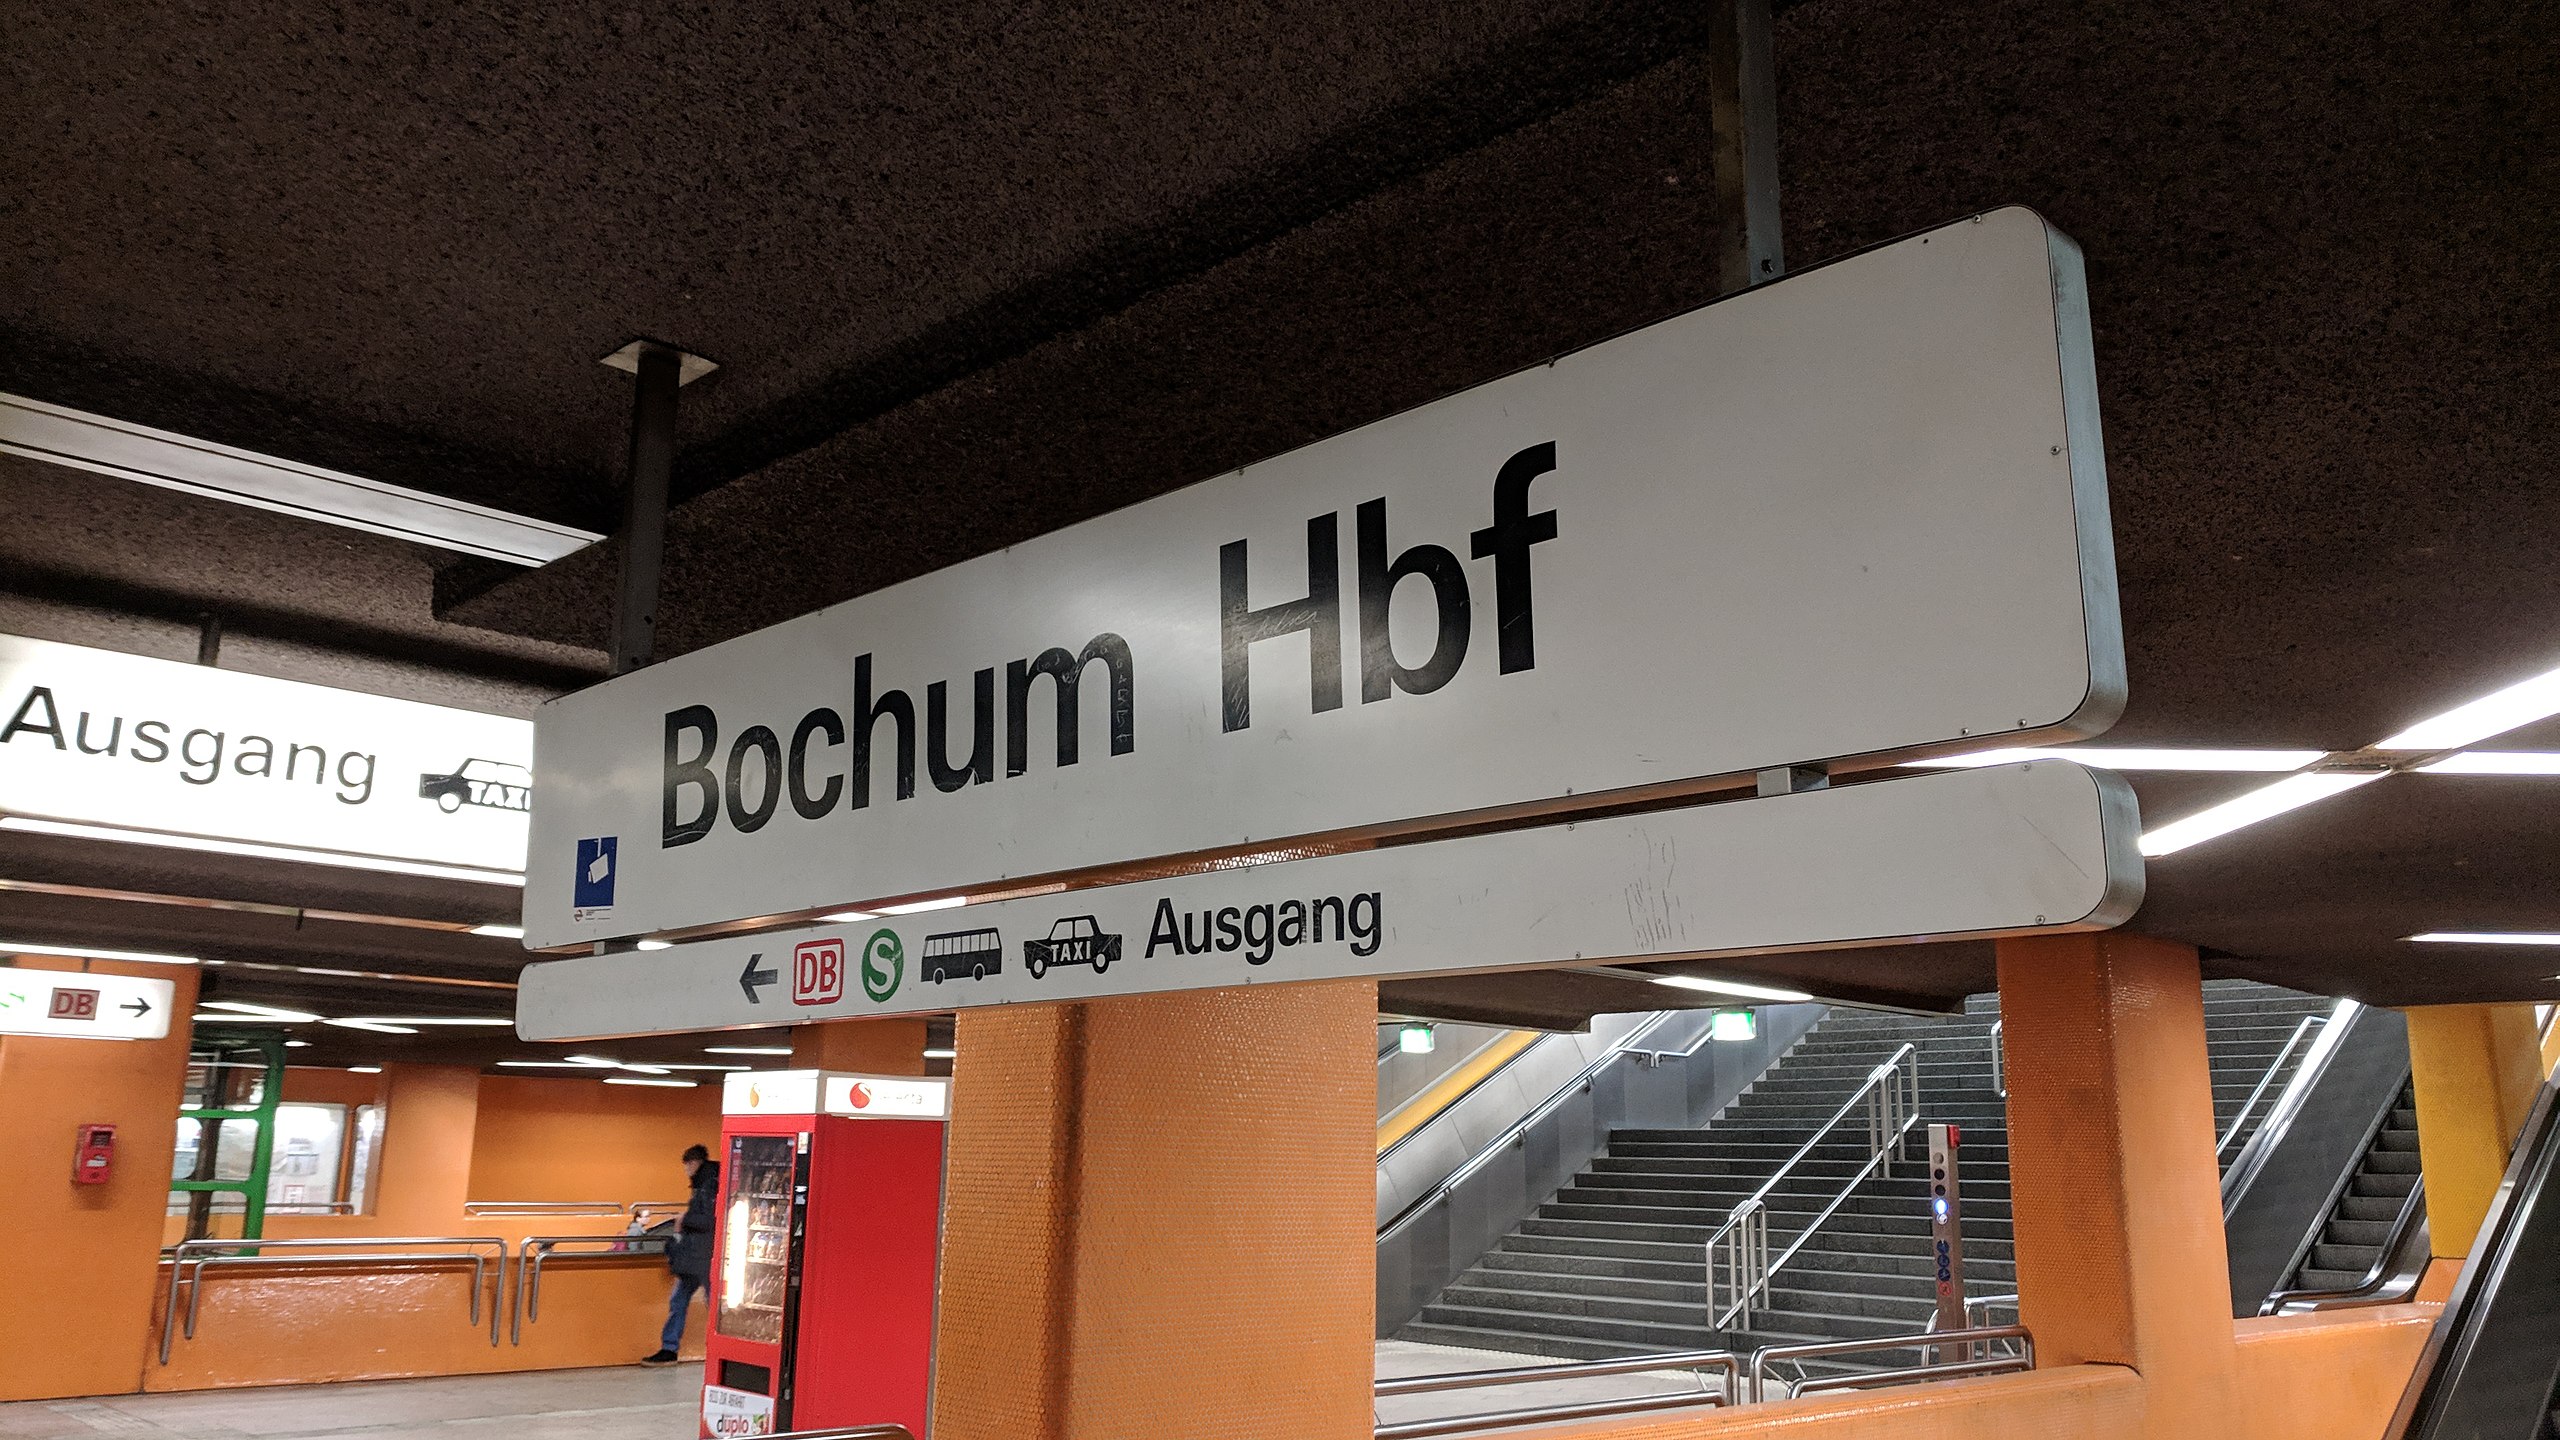 Bochum Hbf
DB S TAXI Ausgang
Ausgang TAXI
DB
duplo